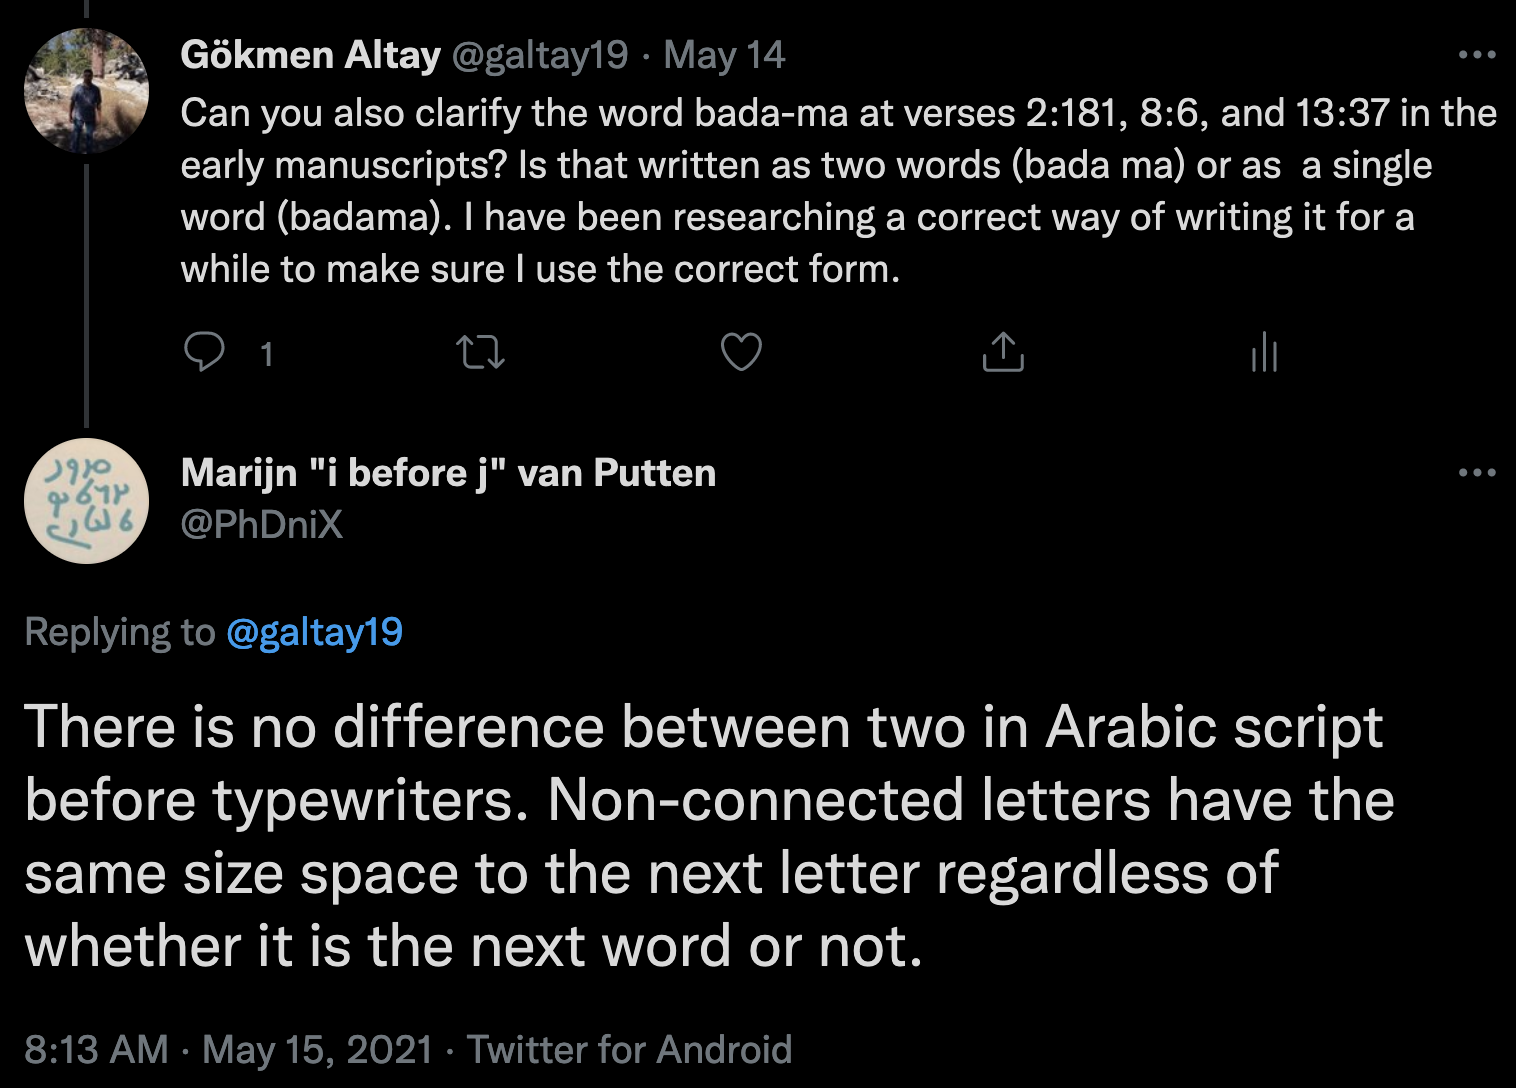 Gökmen Altay @galtay19 · May 14
Can you also clarify the word bada-ma at verses 2:181, 8:6, and 13:37 in the
early manuscripts? Is that written as two words (bada ma) or as  a single
word (badama). I have been researching a correct way of writing it for a
while to make sure I use the correct form.
1
Marijn "i before j" van Putten
@PhDniX
Replying to @galtay19
There is no difference between two in Arabic script
before typewriters. Non-connected letters have the
same size space to the next letter regardless of
whether it is the next word or not.
8:13 AM · May 15, 2021 · Twitter for Android